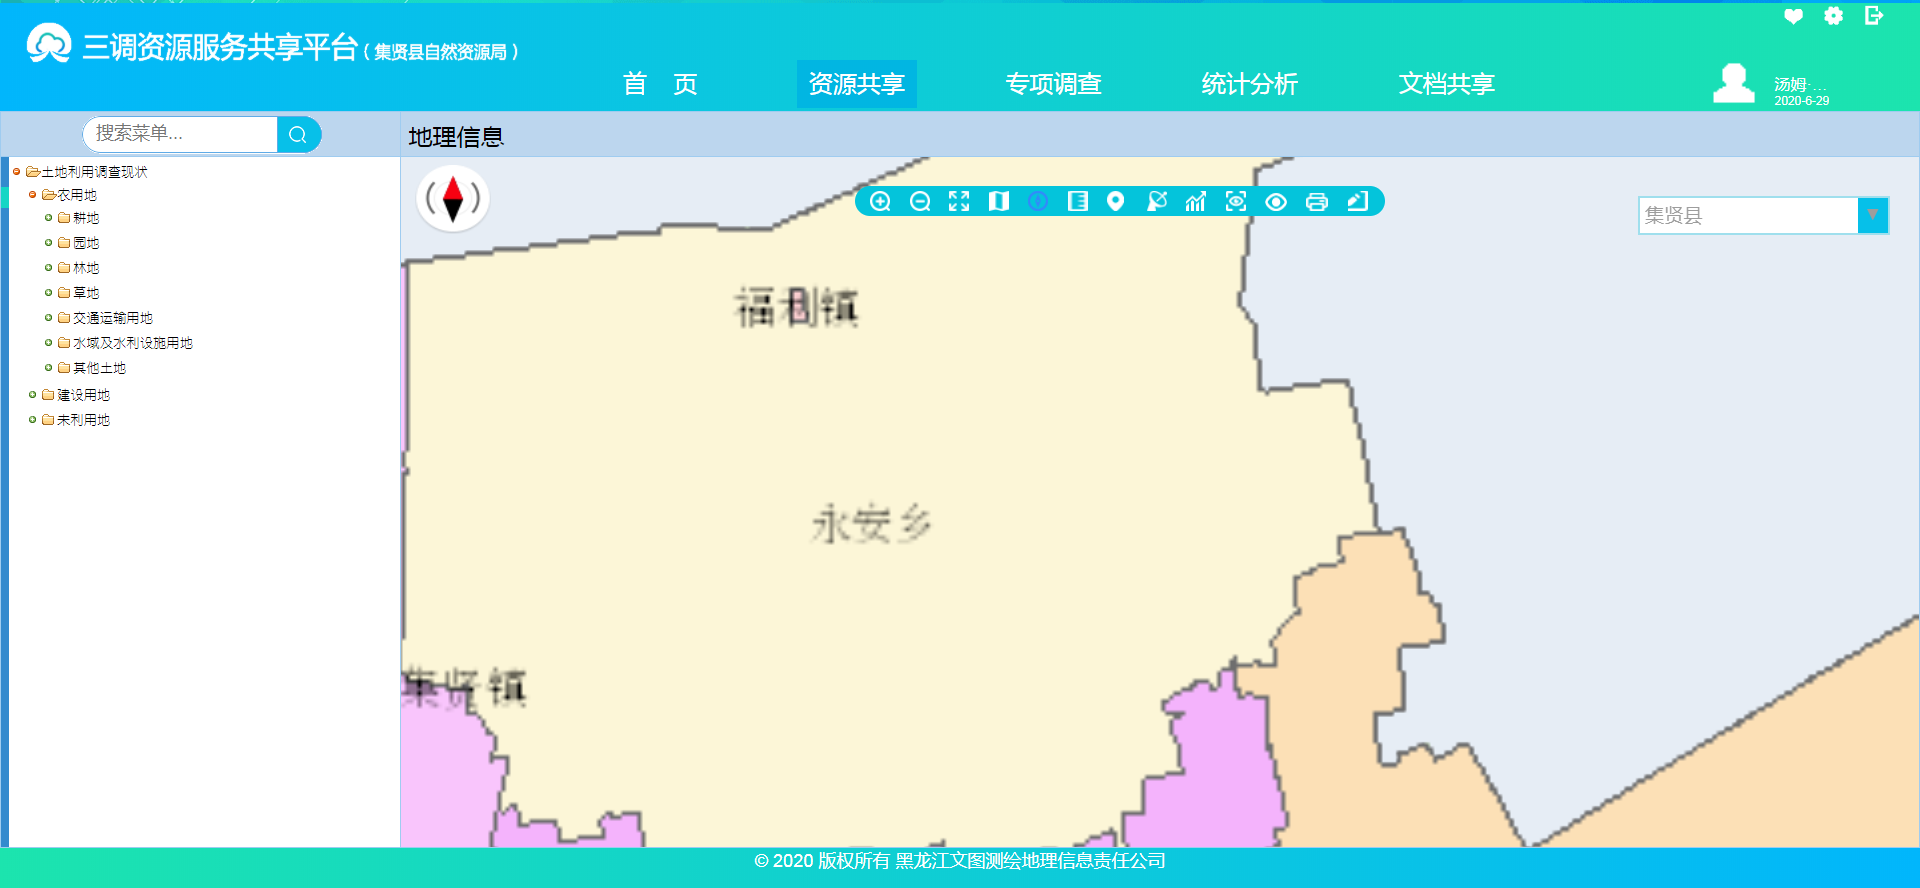 三调资源服务共享平台（集贤县自然资源局）
首 页
资源共享
专项调查
统计分析
文档共享
汤姆·...
2020-6-29
搜索菜单...
地理信息
土地利用调查现状
农用地
耕地
园地
林地
草地
交通运输用地
水域及水利设施用地
其他土地
建设用地
未利用地
集贤县
福利镇
永安乡
集贤镇
© 2020 版权所有 黑龙江文图测绘地理信息责任公司